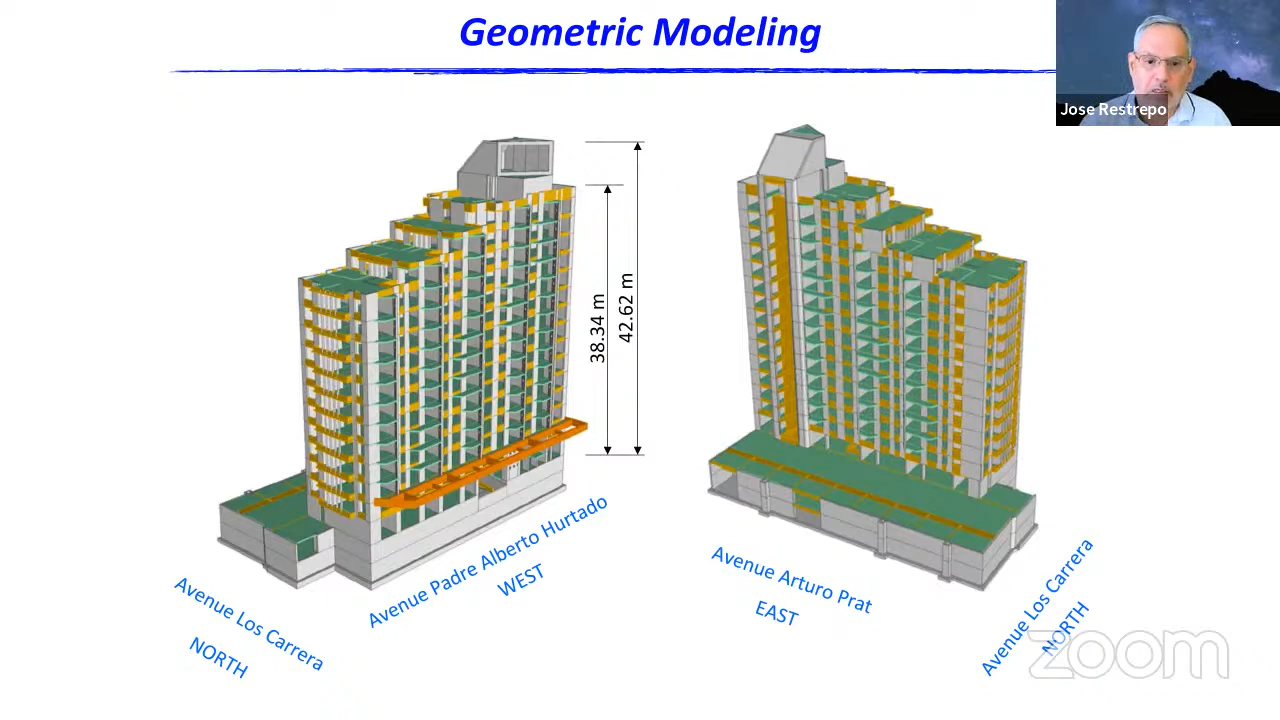 Geometric Modeling
Jose Restrepo
38.34 m
42.62 m
Avenue Los Carrera
NORTH
Avenue Padre Alberto Hurtado
WEST
Avenue Arturo Prat
EAST
Avenue Los Carrera
NORTH
zoom